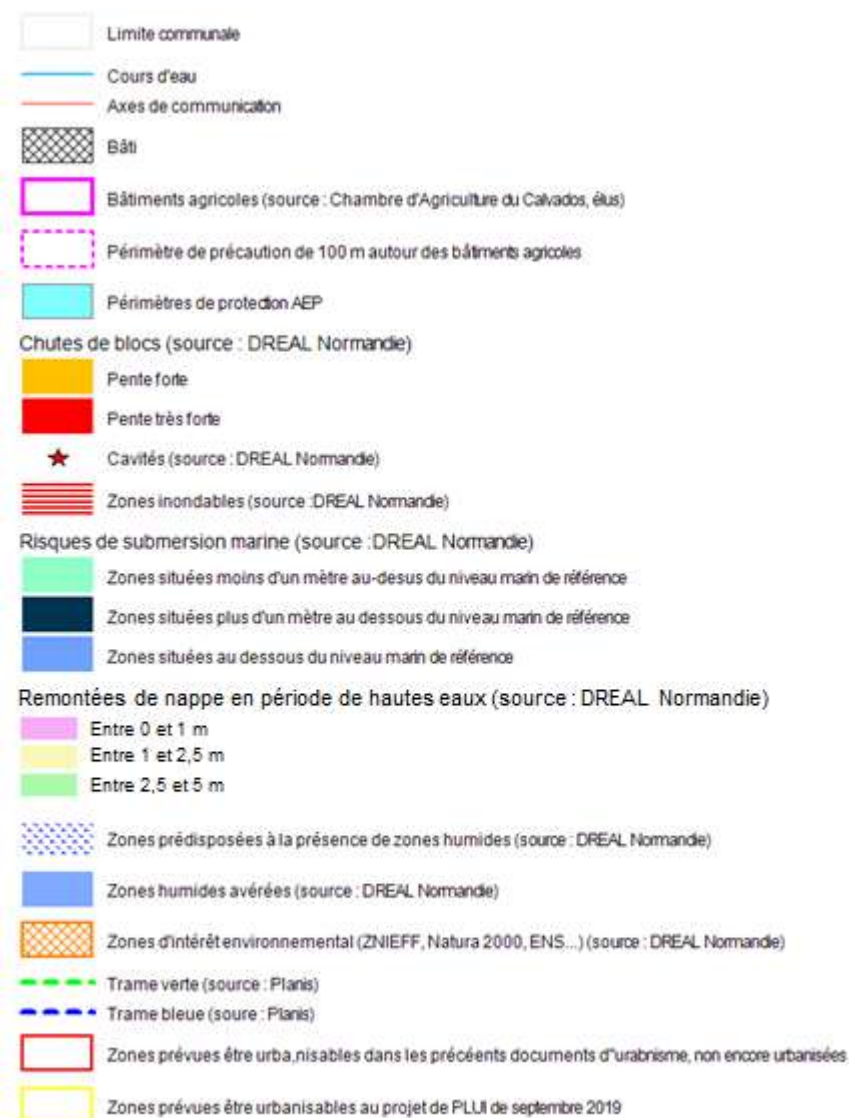 Limite communale
Cours d'eau
Axes de communication
Bâti
Bâtiments agricoles (source : Chambre d'Agriculture du Calvados, élus)
Périmètre de précaution de 100 m autour des bâtiments agricoles
Périmètres de protection AEP
Chutes de blocs (source : DREAL Normandie)
Pente forte
Pente très forte
Cavités (source : DREAL Normandie)
Zones inondables (source :DREAL Normandie)
Risques de submersion marine (source :DREAL Normandie)
Zones situées moins d'un mètre au-desus du niveau marin de référence
Zones situées plus d'un mètre au dessous du niveau marin de référence
Zones situées au dessous du niveau marin de référence
Remontées de nappe en période de hautes eaux (source : DREAL Normandie)
Entre 0 et 1 m
Entre 1 et 2,5 m
Entre 2,5 et 5 m
Zones prédisposées à la présence de zones humides (source : DREAL Normandie)
Zones humides avérées (source : DREAL Normandie)
Zones d'intérêt environnemental (ZNIEFF, Natura 2000, ENS...) (source : DREAL Normandie)
Trame verte (source : Planis)
Trame bleue (soure : Planis)
Zones prévues être urba,nisables dans les précéents documents d"urabnisme, non encore urbanisées
Zones prévues être urbanisables au projet de PLUI de septembre 2019